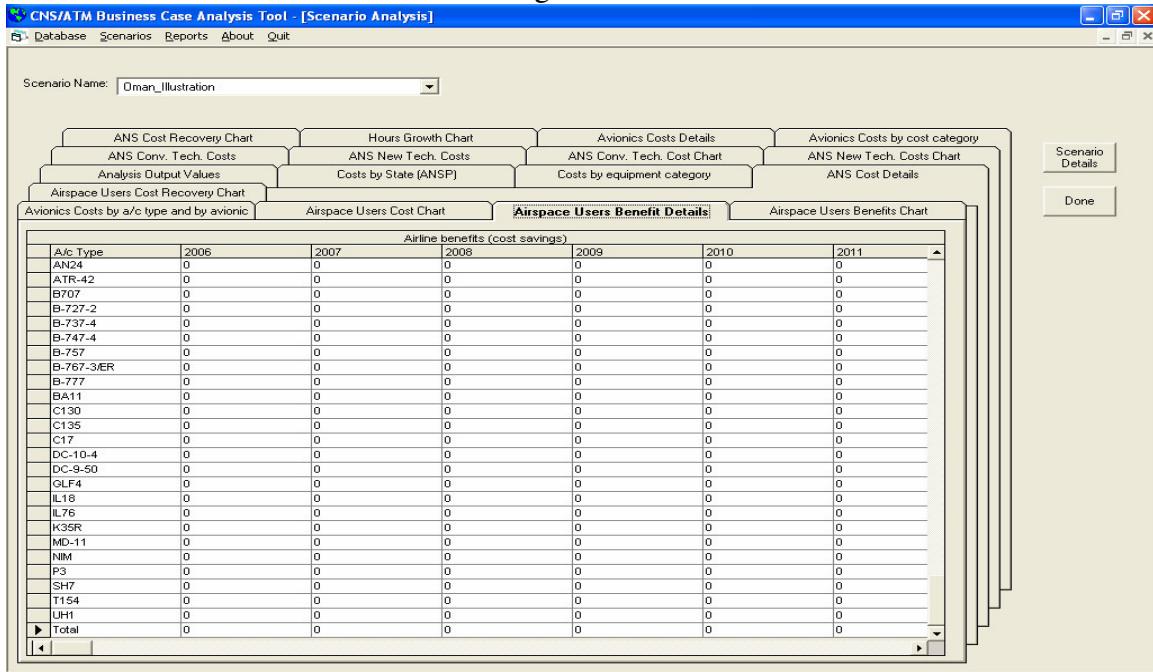 CNS/ATM Business Case Analysis Tool - [Scenario Analysis]
Database Scenarios Reports About Quit
Scenario Name: Oman_Illustration
ANS Cost Recovery Chart Hours Growth Chart Avionics Costs Details Avionics Costs by cost category
ANS Conv. Tech. Costs ANS New Tech. Costs ANS Conv. Tech. Cost Chart ANS New Tech. Costs Chart
Scenario Details
Analysis Output Values Costs by State (ANSP) Costs by equipment category ANS Cost Details
Airspace Users Cost Recovery Chart
Done
Avionics Costs by a/c type and by avionic Airspace Users Cost Chart Airspace Users Benefit Details Airspace Users Benefits Chart
Airline benefits (cost savings)
A/c Type 2006 2007 2008 2009 2010 2011
AN24 0 0 0 0 0 0
ATR-42 0 0 0 0 0 0
B707 0 0 0 0 0 0
B-727-2 0 0 0 0 0 0
B-737-4 0 0 0 0 0 0
B-747-4 0 0 0 0 0 0
B-757 0 0 0 0 0 0
B-767-3/ER 0 0 0 0 0 0
B-777 0 0 0 0 0 0
BA11 0 0 0 0 0 0
C130 0 0 0 0 0 0
C135 0 0 0 0 0 0
C17 0 0 0 0 0 0
DC-10-4 0 0 0 0 0 0
DC-9-50 0 0 0 0 0 0
GLF4 0 0 0 0 0 0
IL18 0 0 0 0 0 0
IL76 0 0 0 0 0 0
K35R 0 0 0 0 0 0
MD-11 0 0 0 0 0 0
NIM 0 0 0 0 0 0
P3 0 0 0 0 0 0
SH7 0 0 0 0 0 0
T154 0 0 0 0 0 0
UH1 0 0 0 0 0 0
Total 0 0 0 0 0 0